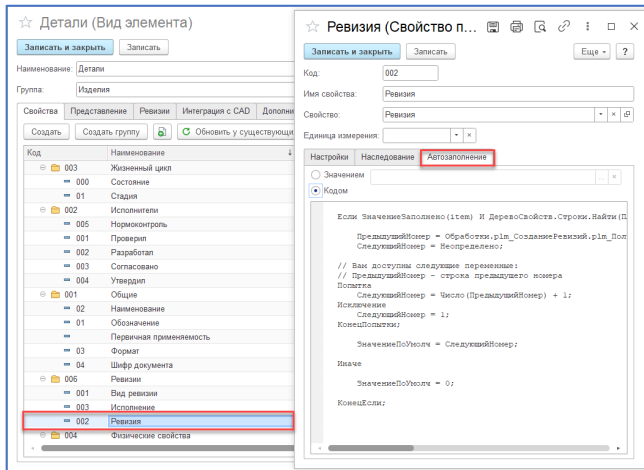 Детали (Вид элемента)
Записать и закрыть Записать
Наименование: Детали
Группа: Изделия
Свойства Представление Ревизии Интеграция с CAD Дополни
Создать Создать группу Обновить у существующи
Код Наименование ↓
003 Жизненный цикл
000 Состояние
01 Стадия
002 Исполнители
005 Нормоконтроль
001 Проверил
002 Разработал
003 Согласовано
004 Утвердил
001 Общие
02 Наименование
01 Обозначение
Первичная применяемость
03 Формат
04 Шифр документа
006 Ревизии
001 Вид ревизии
003 Исполнение
002 Ревизия
004 Физические свойства
Ревизия (Свойство п...
Записать и закрыть Записать Еще ?
Код: 002
Имя свойства: Ревизия
Свойство: Ревизия
Единица измерения:
Настройки Наследование Автозаполнение
Значением
Кодом
Если ЗначениеЗаполнено(item) И ДеревоСвойств.Строки.Найти(П
ПредыдущийНомер = Обработки.plm_СозданиеРевизий.plm_Пол
СледующийНомер = Неопределено;
// Вам доступны следующие переменные:
// ПредыдущийНомер - строка предыдущего номера
Попытка
СледующийНомер = Число(ПредыдущийНомер) + 1;
Исключение
СледующийНомер = 1;
КонецПопытки;
ЗначениеПоУмолч = СледующийНомер;
Иначе
ЗначениеПоУмолч = 0;
КонецЕсли;